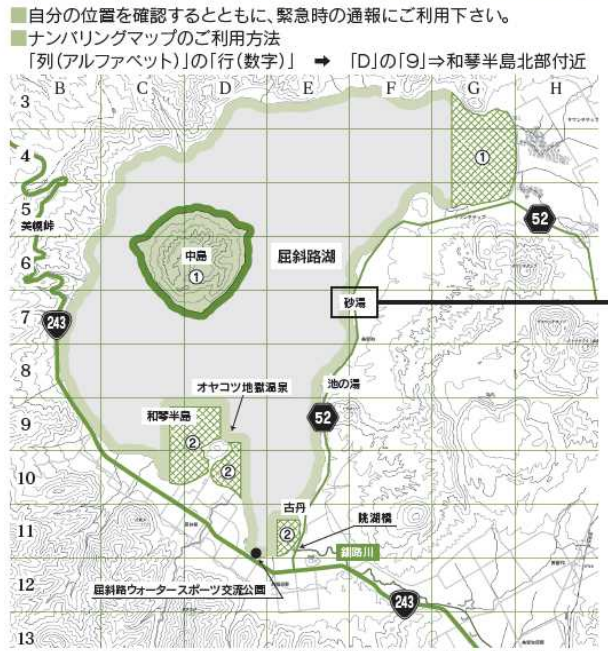 ■自分の位置を確認するとともに、緊急時の通報にご利用下さい。
■ナンバリングマップのご利用方法
「列(アルファベット)」の「行(数字)」 ➡ 「D」の「9」⇒和琴半島北部付近
B C D E F G H
3
4
①
5
美幌峠
52
中島
屈斜路湖
6
①
砂湯
7
243
8
オヤコツ地獄温泉
池の湯
和琴半島
52
9
②
②
10
古丹
11
②
眺湖橋
釧路川
12
屈斜路ウォータースポーツ交流公園
243
13